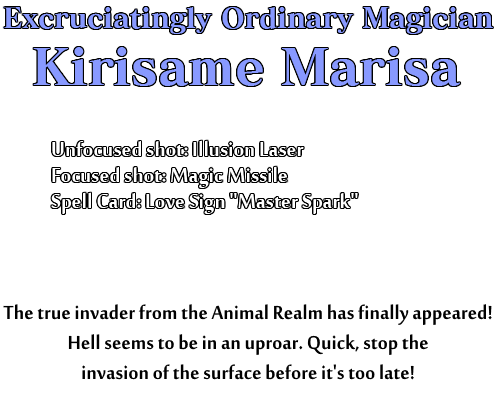 Excruciatingly Ordinary Magician
Kirisame Marisa
Unfocused shot: Illusion Laser
Focused shot: Magic Missile
Spell Card: Love Sign "Master Spark"
The true invader from the Animal Realm has finally appeared!
Hell seems to be in an uproar. Quick, stop the
invasion of the surface before it's too late!